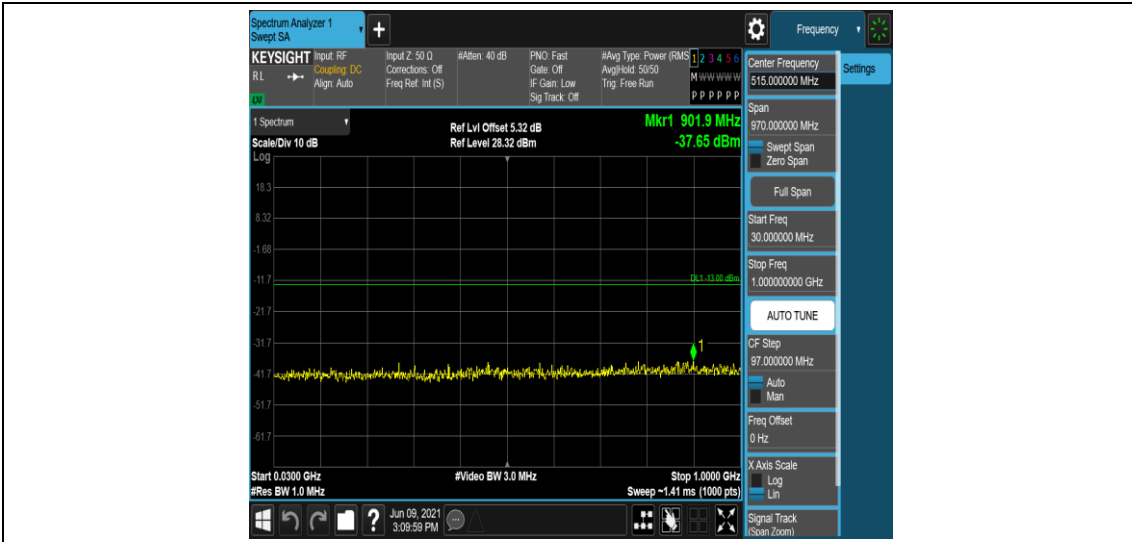 Spectrum Analyzer 1
Swept SA
Frequency
KEYSIGHT
RL
LXI
Input: RF
Coupling: DC
Align: Auto
Input Z: 50 Ω
Corrections: Off
Freq Ref: Int (S)
#Atten: 40 dB
PNO: Fast
Gate: Off
IF Gain: Low
Sig Track: Off
#Avg Type: Power (RMS
Avg|Hold: 50/50
Trig: Free Run
1 2 3 4 5 6
M W W W W W
P P P P P P
1 Spectrum
Scale/Div 10 dB
Log
Ref Lvl Offset 5.32 dB
Ref Level 28.32 dBm
Mkr1 901.9 MHz
-37.65 dBm
18.3
8.32
-1.68
-11.7
DL1 -13.00 dBm
-21.7
-31.7
1
-41.7
-51.7
-61.7
Start 0.0300 GHz
#Res BW 1.0 MHz
#Video BW 3.0 MHz
Stop 1.0000 GHz
Sweep ~1.41 ms (1000 pts)
?
Jun 09, 2021
3:09:59 PM
Center Frequency
515.000000 MHz
Settings
Span
970.000000 MHz
Swept Span
Zero Span
Full Span
Start Freq
30.000000 MHz
Stop Freq
1.000000000 GHz
AUTO TUNE
CF Step
97.000000 MHz
Auto
Man
Freq Offset
0 Hz
X Axis Scale
Log
Lin
Signal Track
(Span Zoom)